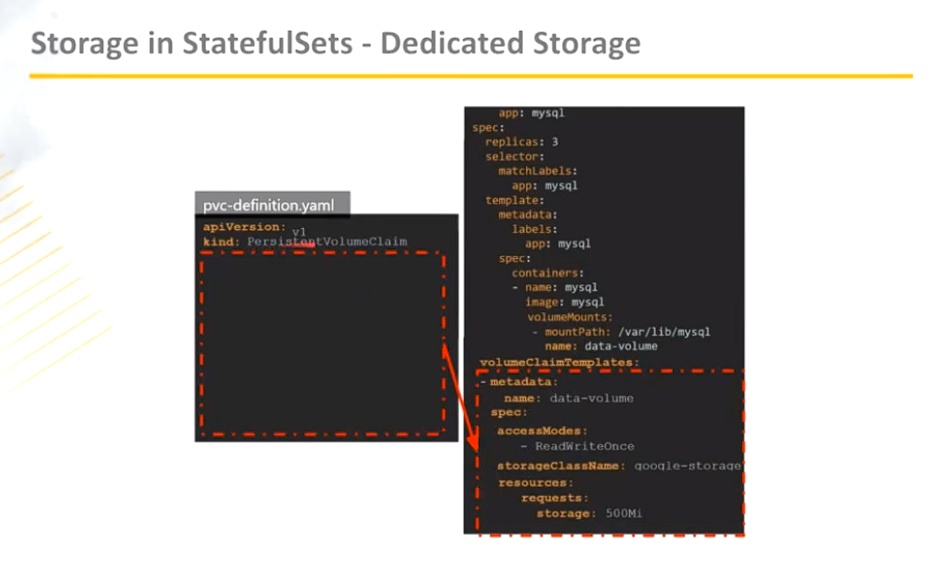 Storage in StatefulSets - Dedicated Storage
pvc-definition.yaml
apiVersion: v1
kind: PersistentVolumeClaim
app: mysql
spec:
replicas: 3
selector:
matchLabels:
app: mysql
template:
metadata:
labels:
app: mysql
spec:
containers:
- name: mysql
image: mysql
volumeMounts:
- mountPath: /var/lib/mysql
name: data-volume
volumeClaimTemplates:
- metadata:
name: data-volume
spec:
accessModes:
- ReadWriteOnce
storageClassName: google-storage
resources:
requests:
storage: 500Mi